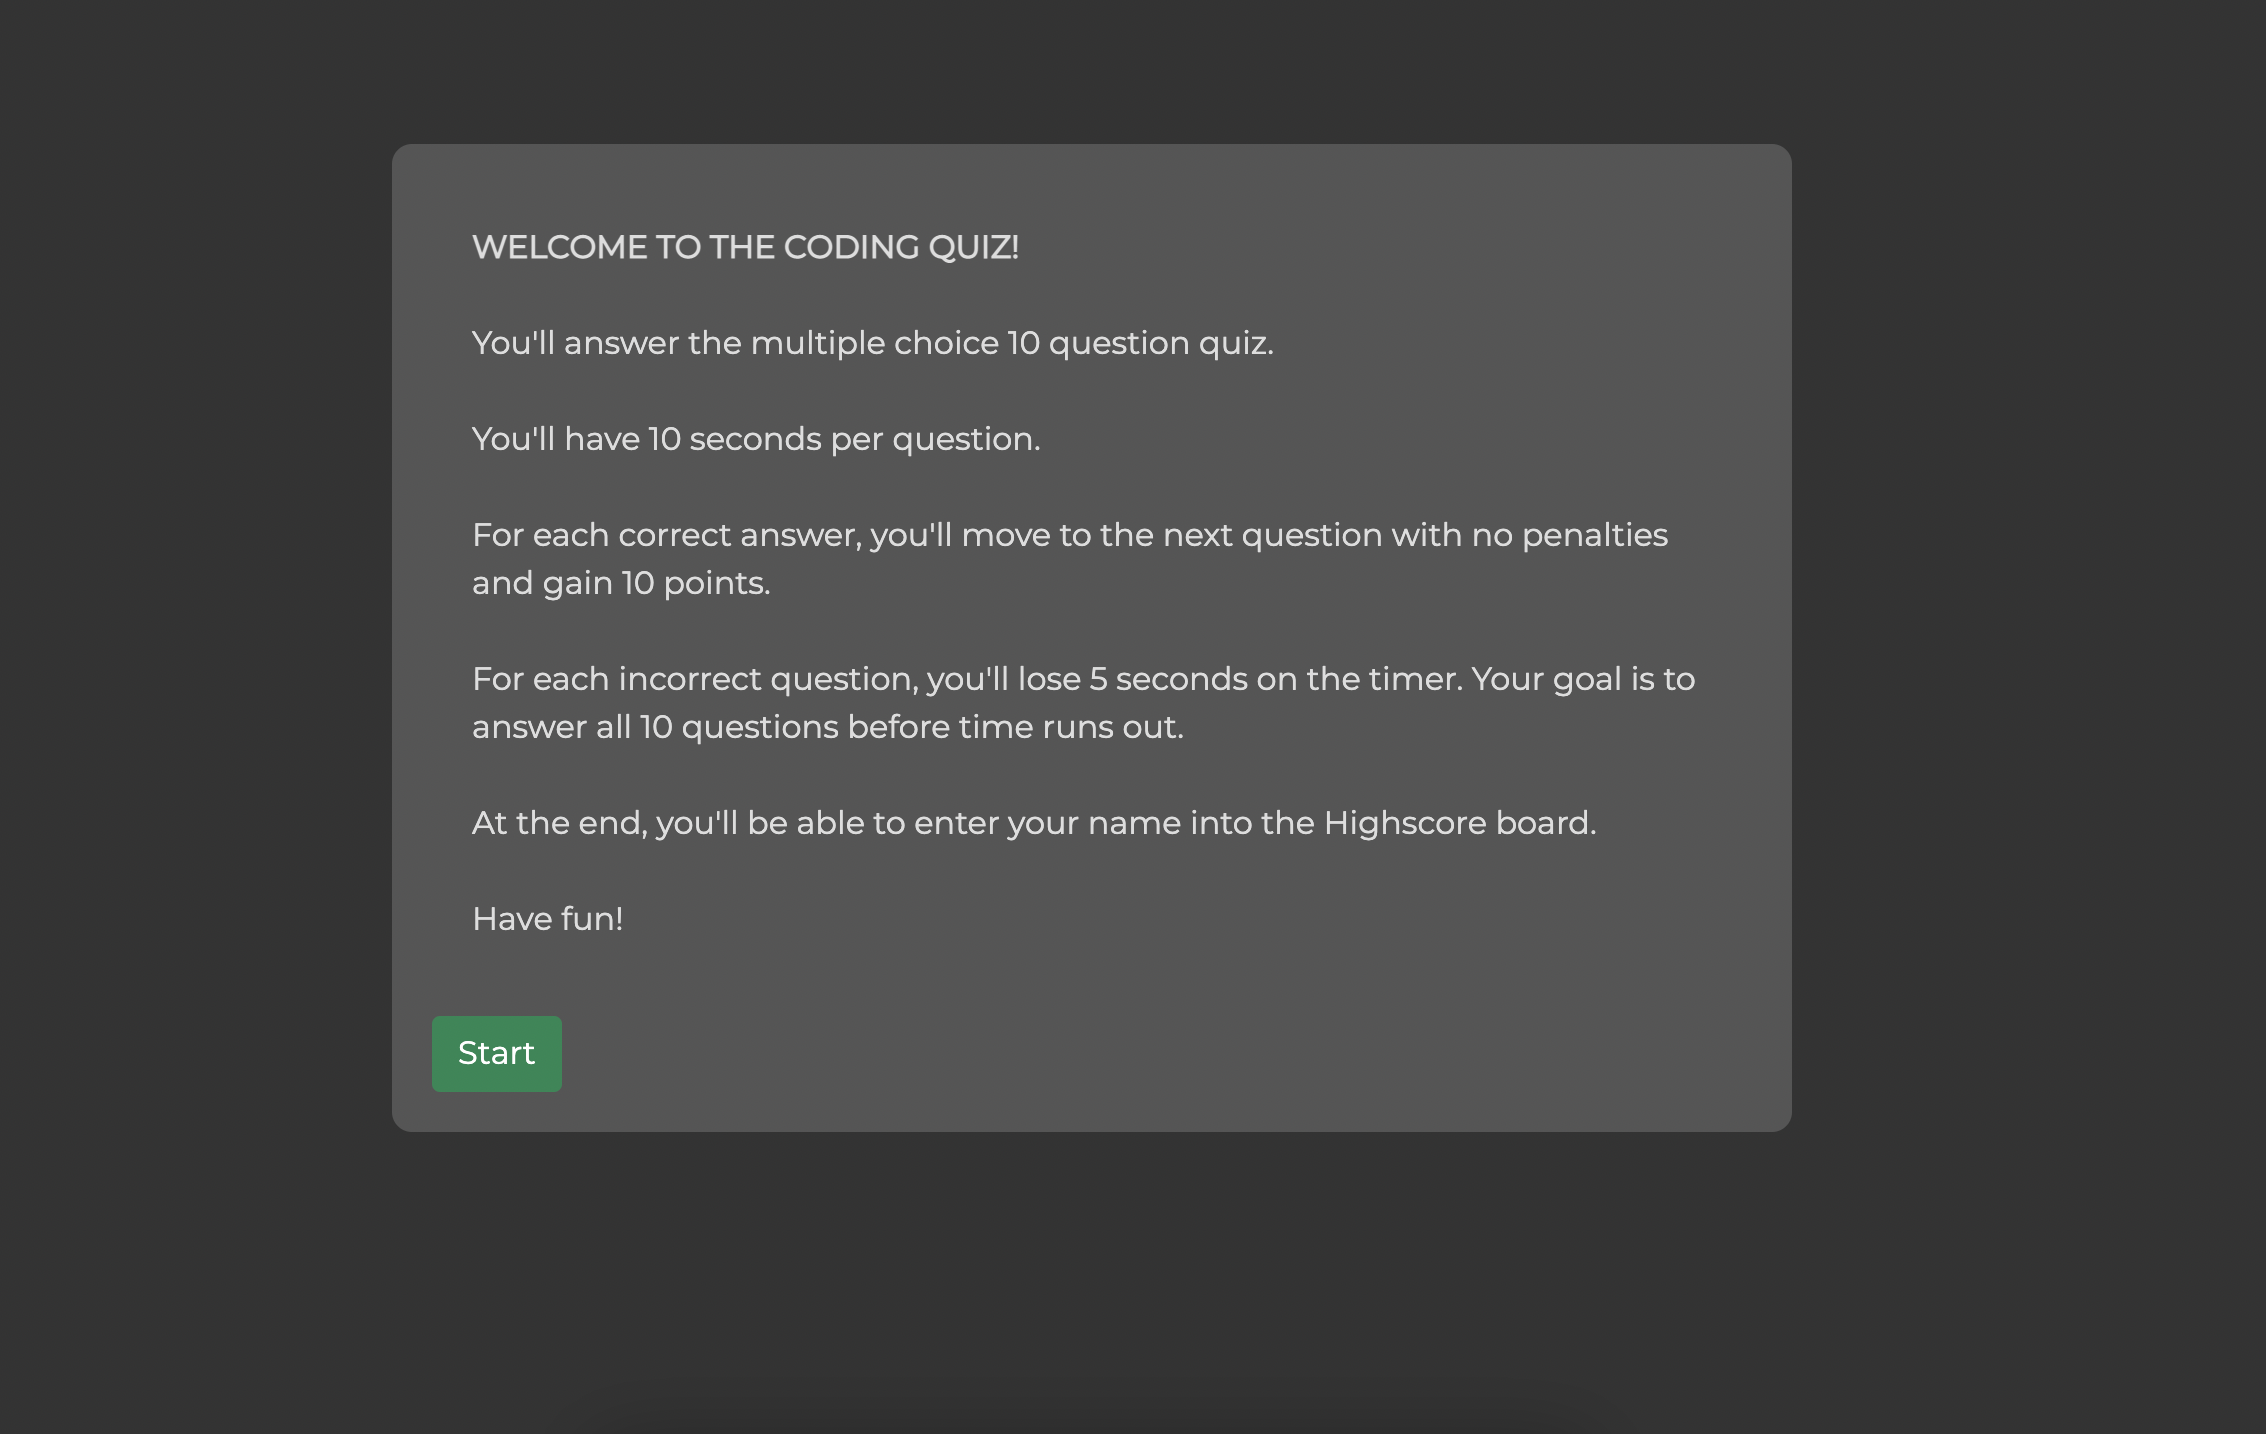 WELCOME TO THE CODING QUIZ!
You'll answer the multiple choice 10 question quiz.
You'll have 10 seconds per question.
For each correct answer, you'll move to the next question with no penalties
and gain 10 points.
For each incorrect question, you'll lose 5 seconds on the timer. Your goal is to
answer all 10 questions before time runs out.
At the end, you'll be able to enter your name into the Highscore board.
Have fun!
Start